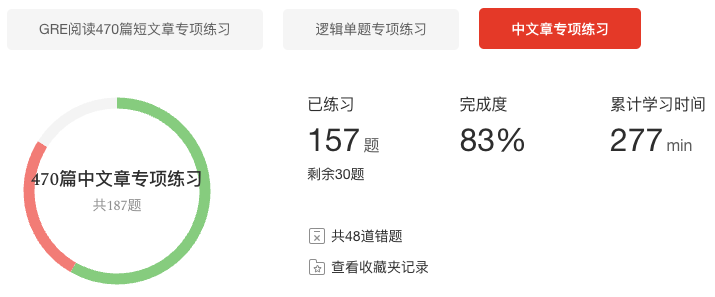 GRE阅读470篇短文章专项练习
逻辑单题专项练习
中文章专项练习
470篇中文章专项练习
共187题
已练习
157 题
剩余30题
完成度
83%
累计学习时间
277 min
共48道错题
查看收藏夹记录